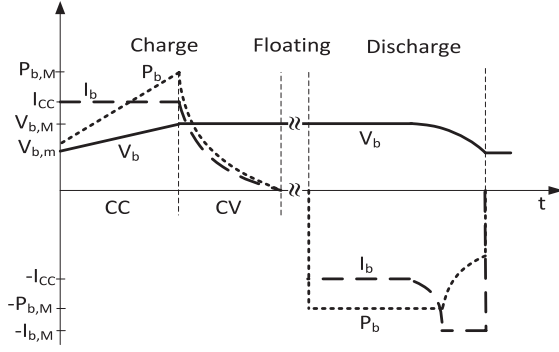 Charge Floating Discharge
P_b,M
P_b
I_CC
I_b
V_b,M
V_b,m
V_b
V_b
t
CC CV
-I_CC
I_b
-P_b,M
P_b
-I_b,M